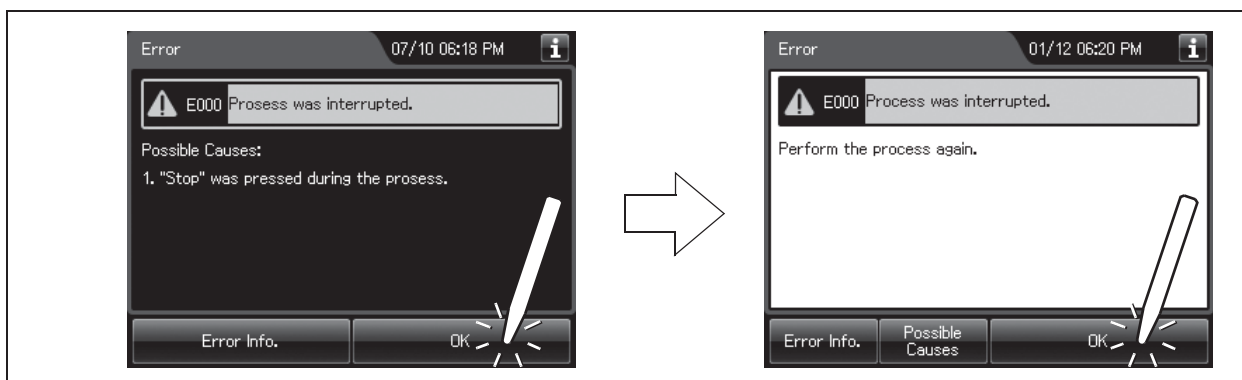 Error 07/10 06:18 PM i
E000 Prosess was interrupted.
Possible Causes:
1. "Stop" was pressed during the prosess.
Error Info. OK
Error 01/12 06:20 PM i
E000 Process was interrupted.
Perform the process again.
Error Info. Possible Causes OK